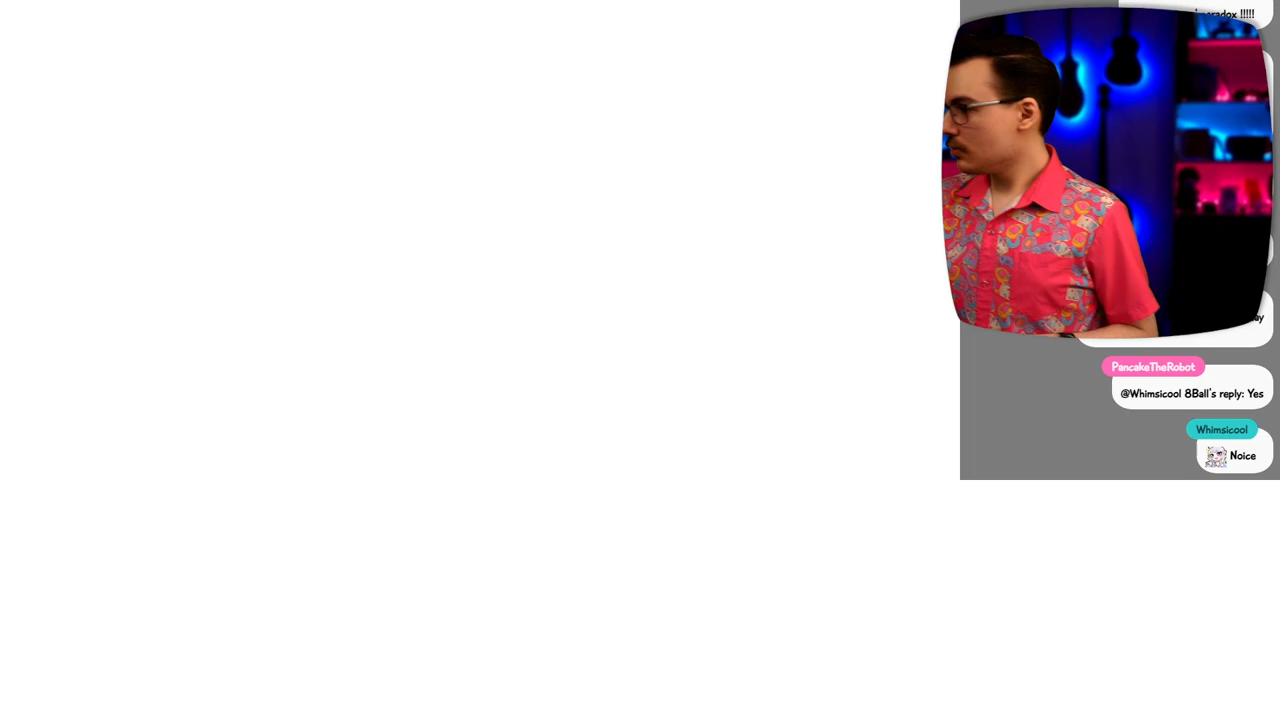 !!!!!
PancakeTheRobot
@Whimsicool 8Ball's reply: Yes
Whimsicool
Noice